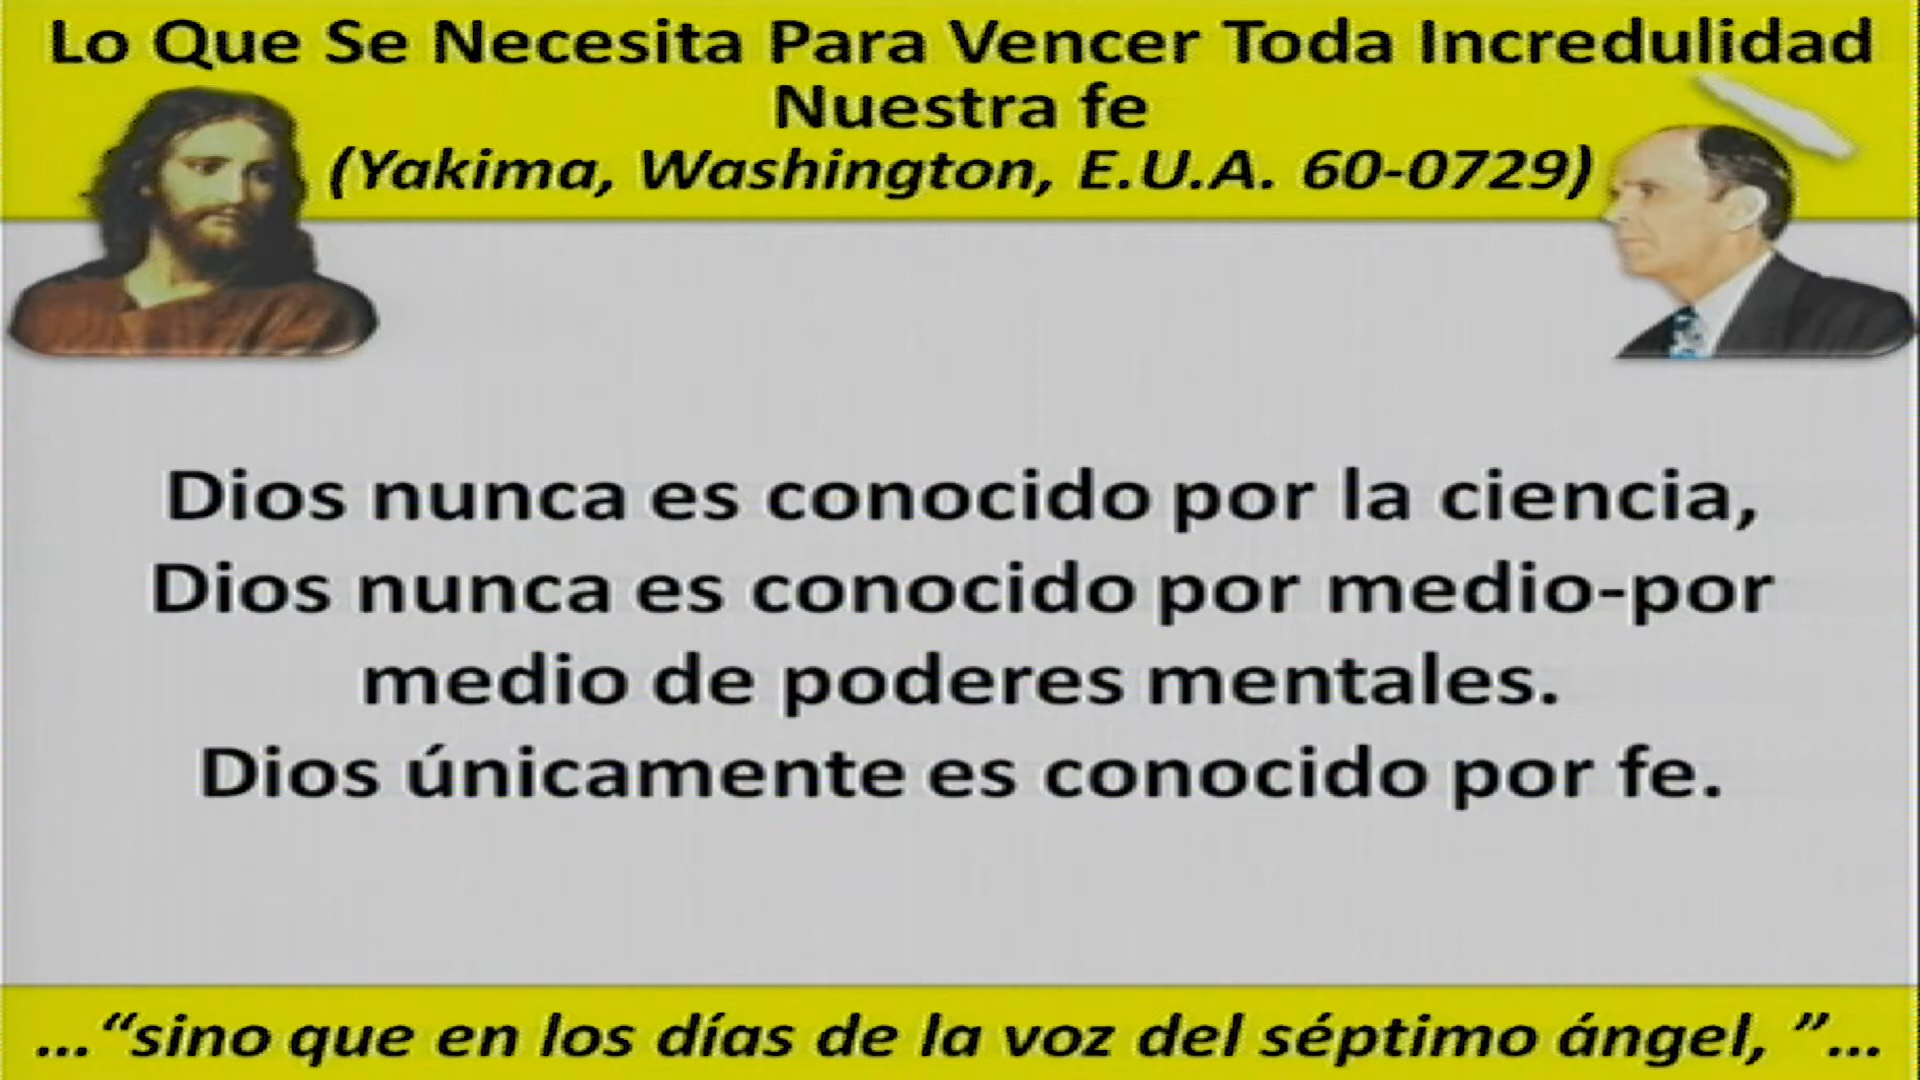 Lo Que Se Necesita Para Vencer Toda Incredulidad
Nuestra fe
(Yakima, Washington, E.U.A. 60-0729)
Dios nunca es conocido por la ciencia,
Dios nunca es conocido por medio-por
medio de poderes mentales.
Dios únicamente es conocido por fe.
...“sino que en los días de la voz del séptimo ángel, ”...